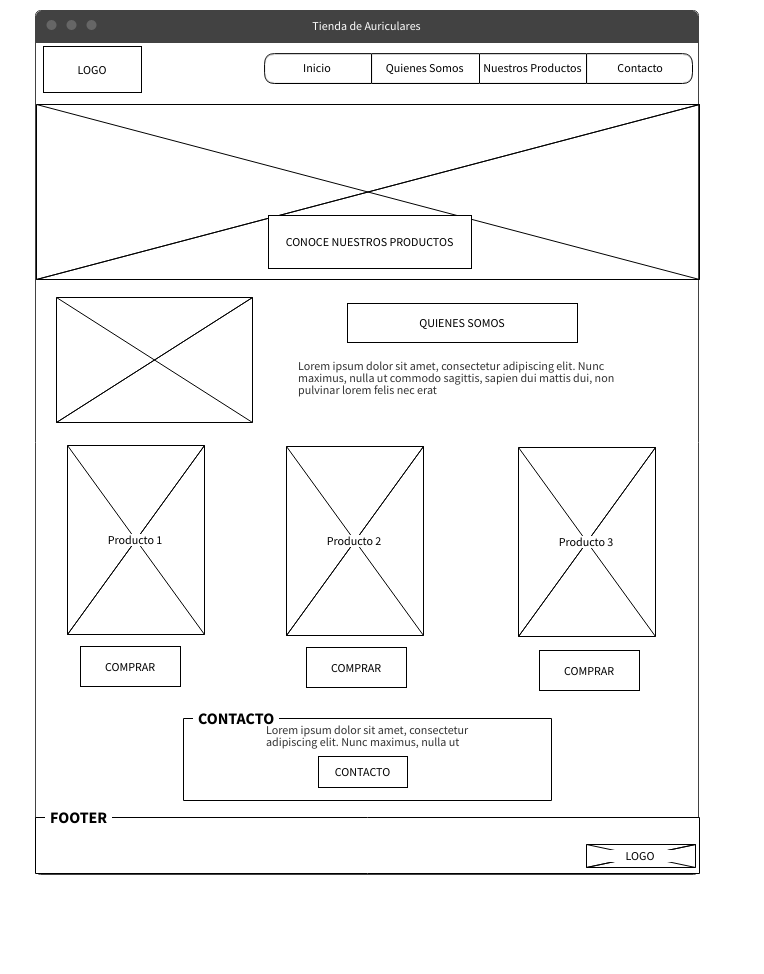 Tienda de Auriculares
LOGO
Inicio
Quienes Somos
Nuestros Productos
Contacto
CONOCE NUESTROS PRODUCTOS
QUIENES SOMOS
Lorem ipsum dolor sit amet, consectetur adipiscing elit. Nunc
maximus, nulla ut commodo sagittis, sapien dui mattis dui, non
pulvinar lorem felis nec erat
Producto 1
Producto 2
Producto 3
COMPRAR
COMPRAR
COMPRAR
CONTACTO
Lorem ipsum dolor sit amet, consectetur
adipiscing elit. Nunc maximus, nulla ut
CONTACTO
FOOTER
LOGO